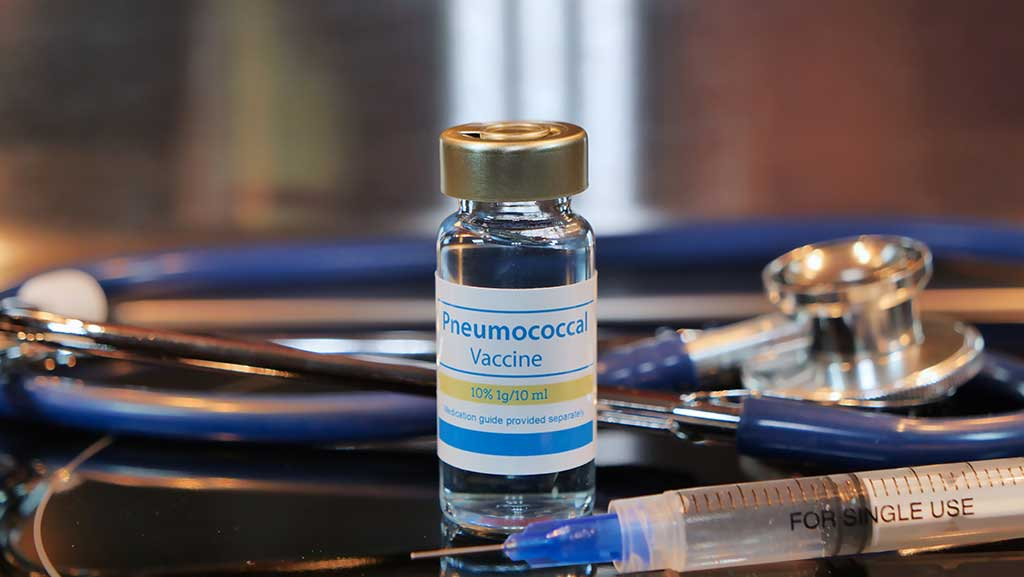 Pneumococcal
Vaccine
10% 1g/10 ml
Medication guide provided separately
FOR SINGLE USE